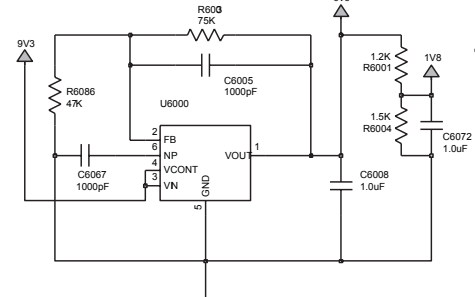 R6003
75K
9V3
C6005
1000pF
1.2K
R6001
1V8
R6086
47K
U6000
1.5K
R6004
C6072
1.0uF
2
FB
6
NP
4
VCONT
3
VIN
VOUT
1
GND
5
C6067
1000pF
C6008
1.0uF